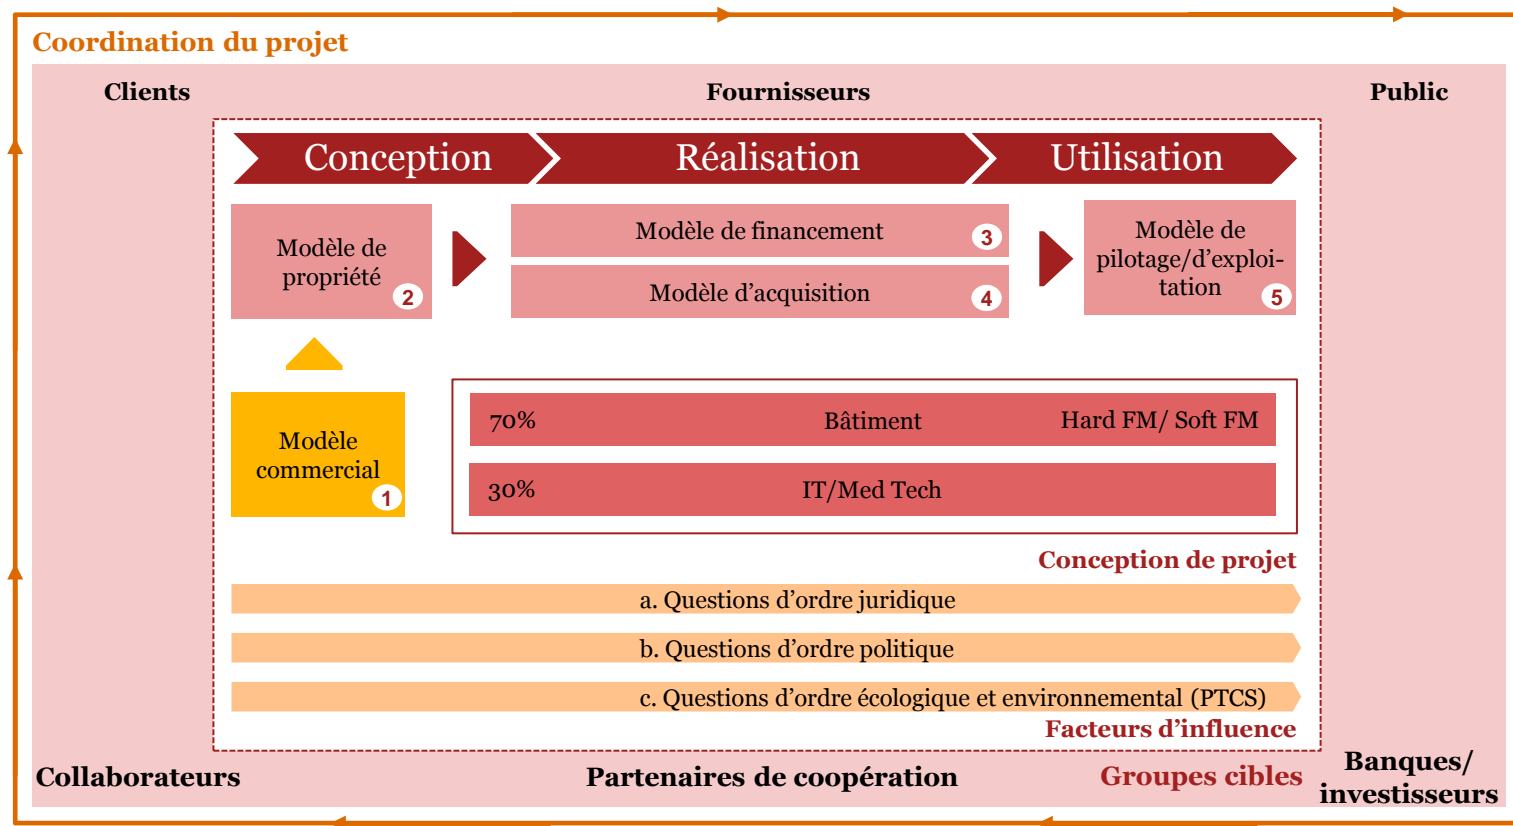 Coordination du projet
Clients
Fournisseurs
Public
Conception
Réalisation
Utilisation
Modèle de
propriété
2
Modèle de financement
3
Modèle d’acquisition
4
Modèle de
pilotage/d’exploi-
tation
5
Modèle
commercial
1
70%
Bâtiment
Hard FM/ Soft FM
30%
IT/Med Tech
Conception de projet
a. Questions d’ordre juridique
b. Questions d’ordre politique
c. Questions d’ordre écologique et environnemental (PTCS)
Facteurs d’influence
Collaborateurs
Partenaires de coopération
Groupes cibles
Banques/
investisseurs